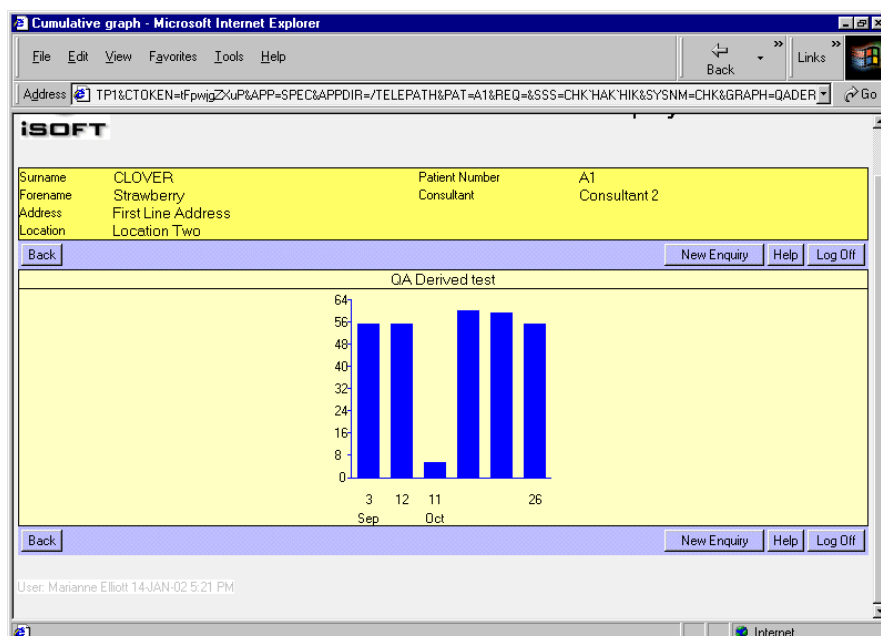 Cumulative graph - Microsoft Internet Explorer
File Edit View Favorites Tools Help
Back
» Links »
Address TP1&CTOKEN=tFpwjgZXuP&APP=SPEC&APPDIR=/TELEPATH&PAT=A1&REQ=&SSS=CHK`HAK`HIK&SYSNM=CHK&GRAPH=QADER Go
iSOFT
Surname CLOVER Patient Number A1
Forename Strawberry Consultant Consultant 2
Address First Line Address
Location Location Two
Back New Enquiry Help Log Off
QA Derived test
64
56
48
40
32
24
16
8
0
3 12 11 26
Sep Oct
Back New Enquiry Help Log Off
User: Marianne Elliott 14-JAN-02 5:21 PM
Internet